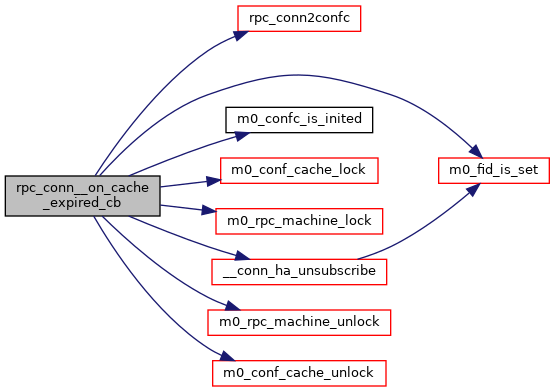 rpc_conn2confc
m0_confc_is_inited
m0_conf_cache_lock
m0_fid_is_set
rpc_conn__on_cache
_expired_cb
m0_rpc_machine_lock
__conn_ha_unsubscribe
m0_rpc_machine_unlock
m0_conf_cache_unlock